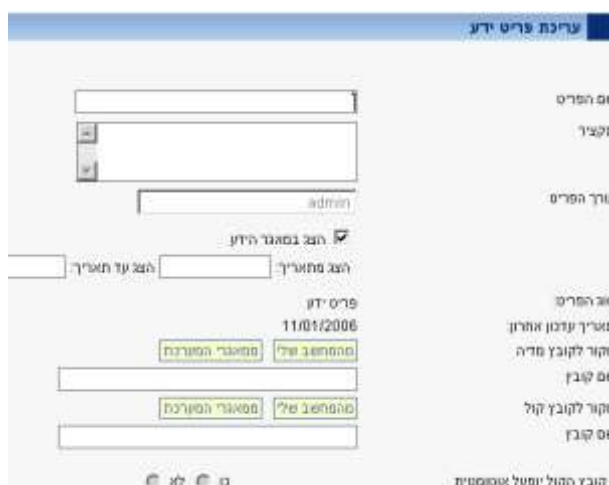 עריכת פריט ידע
שם הפריט
תקציר
עורך הפריט admin
הצג במאגר הידע
הצג מתאריך: הצג עד תאריך:
סוג הפריט: פריט ידע
תאריך עדכון אחרון: 11/01/2006
מקור לקובץ מדיה מהמחשב שלי ממאגרי המערכת
שם קובץ
מקור לקובץ קול מהמחשב שלי ממאגרי המערכת
שם קובץ
קובץ הקול יופעל אוטומטית כן לא